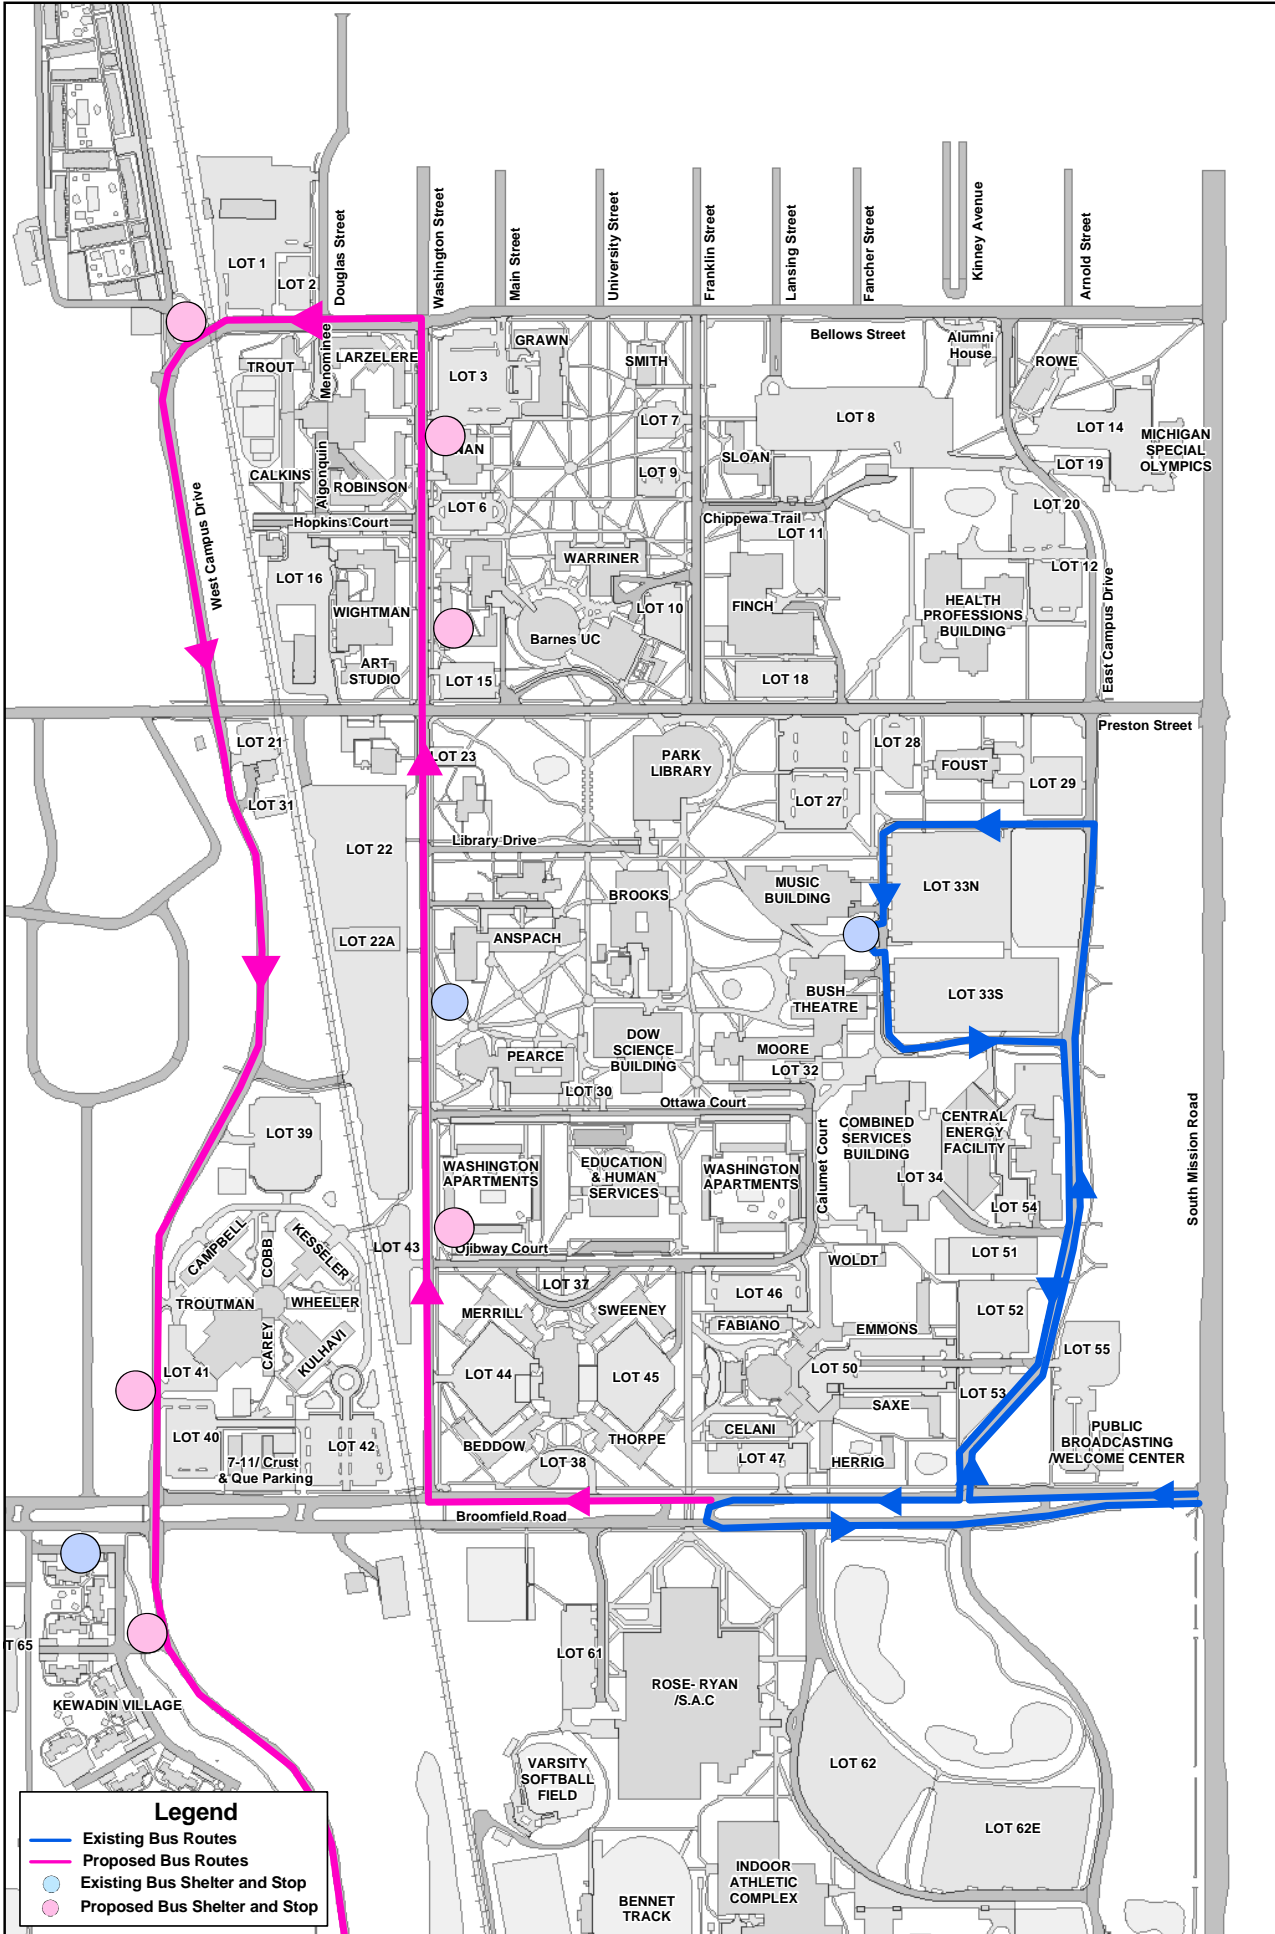 Douglas Street
Washington Street
Main Street
University Street
Franklin Street
Lansing Street
Fancher Street
Kinney Avenue
Arnold Street
LOT 1
LOT 2
Bellows Street
Alumni
House
GRAWN
SMITH
ROWE
TROUT
Menominee
LARZELERE
LOT 3
LOT 7
LOT 8
LOT 14
MICHIGAN
SPECIAL
OLYMPICS
NAN
SLOAN
LOT 9
LOT 19
CALKINS
Algonquin
ROBINSON
LOT 6
LOT 20
Hopkins Court
Chippewa Trail
LOT 11
West Campus Drive
WARRINER
LOT 16
LOT 12
WIGHTMAN
LOT 10
FINCH
HEALTH
PROFESSIONS
BUILDING
East Campus Drive
Barnes UC
ART
STUDIO
LOT 15
LOT 18
Preston Street
LOT 21
LOT 23
PARK
LIBRARY
LOT 28
FOUST
LOT 29
LOT 31
LOT 27
LOT 22
Library Drive
MUSIC
BUILDING
LOT 33N
BROOKS
LOT 22A
ANSPACH
BUSH
THEATRE
LOT 33S
DOW
SCIENCE
BUILDING
PEARCE
MOORE
LOT 32
LOT 30
Ottawa Court
LOT 39
COMBINED
SERVICES
BUILDING
CENTRAL
ENERGY
FACILITY
South Mission Road
WASHINGTON
APARTMENTS
EDUCATION
& HUMAN
SERVICES
WASHINGTON
APARTMENTS
Calumet Court
LOT 34
LOT 54
CAMPBELL
COBB
KESSELER
LOT 43
Ojibway Court
WOLDT
LOT 51
LOT 37
LOT 46
TROUTMAN
WHEELER
MERRILL
SWEENEY
FABIANO
EMMONS
LOT 52
CAREY
KULHAVI
LOT 41
LOT 44
LOT 45
LOT 50
LOT 55
LOT 53
SAXE
LOT 40
LOT 42
BEDDOW
THORPE
CELANI
PUBLIC
BROADCASTING
/WELCOME CENTER
7-11/ Crust
& Que Parking
LOT 38
LOT 47
HERRIG
Broomfield Road
T 65
LOT 61
ROSE- RYAN
/S.A.C
KEWADIN VILLAGE
VARSITY
SOFTBALL
FIELD
LOT 62
LOT 62E
INDOOR
ATHLETIC
COMPLEX
BENNET
TRACK
Legend
Existing Bus Routes
Proposed Bus Routes
Existing Bus Shelter and Stop
Proposed Bus Shelter and Stop